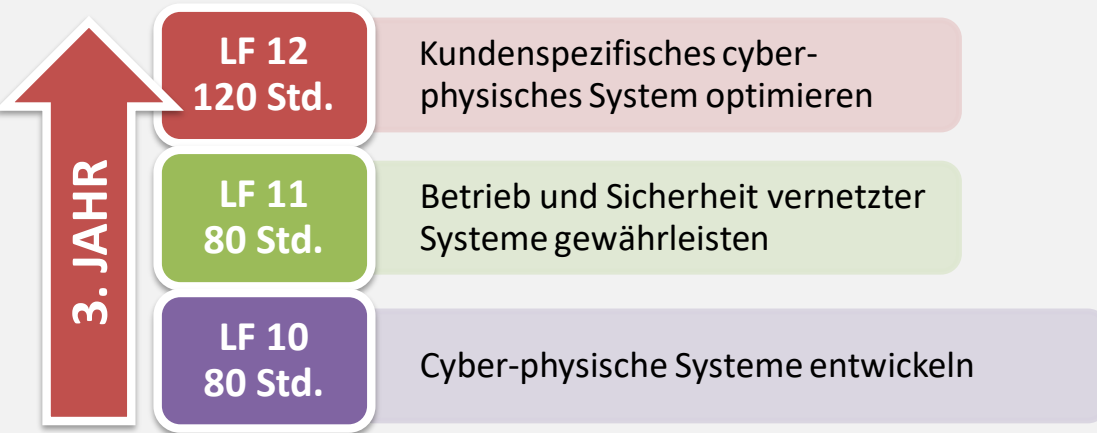 3. JAHR
LF 12
120 Std.
Kundenspezifisches cyber-
physisches System optimieren
LF 11
80 Std.
Betrieb und Sicherheit vernetzter
Systeme gewährleisten
LF 10
80 Std.
Cyber-physische Systeme entwickeln